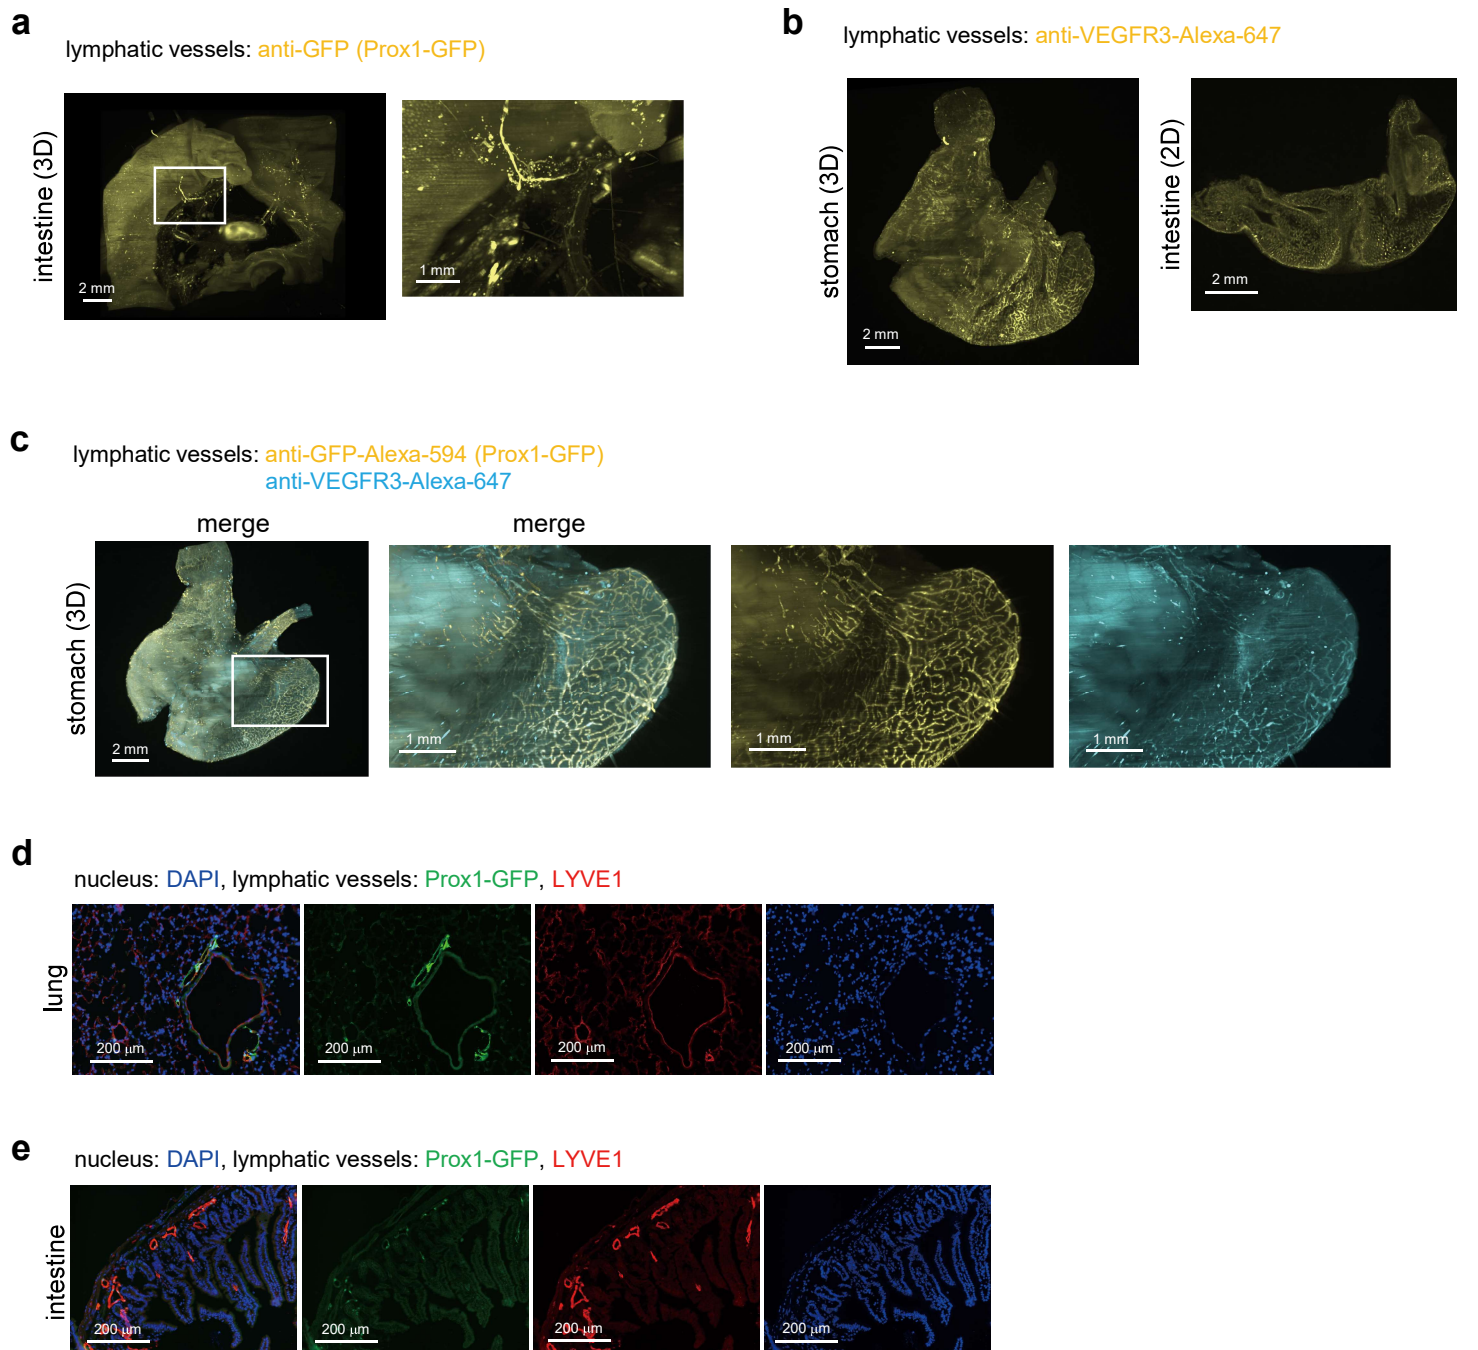 a
lymphatic vessels: anti-GFP (Prox1-GFP)
intestine (3D)
2 mm
1 mm
b
lymphatic vessels: anti-VEGFR3-Alexa-647
stomach (3D)
2 mm
intestine (2D)
2 mm
c
lymphatic vessels: anti-GFP-Alexa-594 (Prox1-GFP)
anti-VEGFR3-Alexa-647
merge
merge
stomach (3D)
2 mm
1 mm
1 mm
1 mm
d
nucleus: DAPI, lymphatic vessels: Prox1-GFP, LYVE1
lung
200 μm
200 μm
200 μm
200 μm
e
nucleus: DAPI, lymphatic vessels: Prox1-GFP, LYVE1
intestine
200 μm
200 μm
200 μm
200 μm